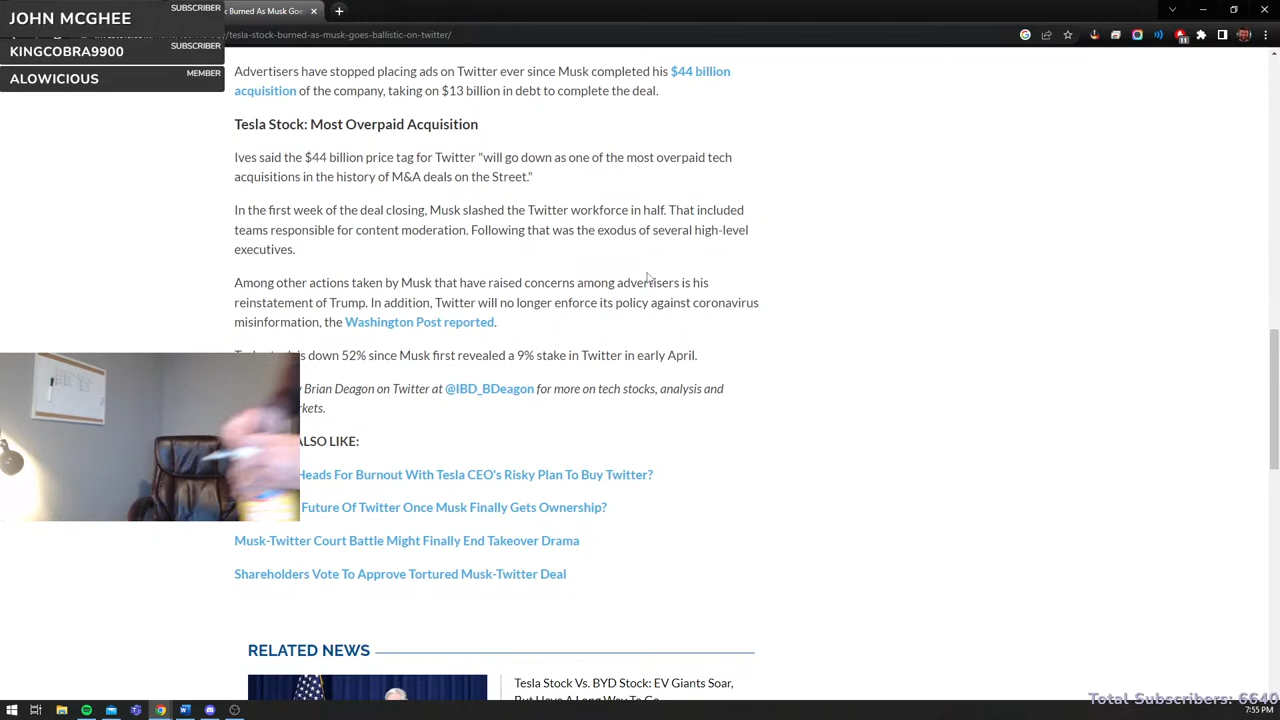 JOHN MCGHEE
SUBSCRIBER
KINGCOBRA9900
SUBSCRIBER
ALOWICIOUS
MEMBER
Burned As Musk Goe
/tesla-stock-burned-as-musk-goes-ballistic-on-twitter/
11
Advertisers have stopped placing ads on Twitter ever since Musk completed his $44 billion
acquisition of the company, taking on $13 billion in debt to complete the deal.
Tesla Stock: Most Overpaid Acquisition
Ives said the $44 billion price tag for Twitter "will go down as one of the most overpaid tech
acquisitions in the history of M&A deals on the Street."
In the first week of the deal closing, Musk slashed the Twitter workforce in half. That included
teams responsible for content moderation. Following that was the exodus of several high-level
executives.
Among other actions taken by Musk that have raised concerns among advertisers is his
reinstatement of Trump. In addition, Twitter will no longer enforce its policy against coronavirus
misinformation, the Washington Post reported.
is down 52% since Musk first revealed a 9% stake in Twitter in early April.
Brian Deagon on Twitter at @IBD_BDeagon for more on tech stocks, analysis and
ALSO LIKE:
Heads For Burnout With Tesla CEO's Risky Plan To Buy Twitter?
Future Of Twitter Once Musk Finally Gets Ownership?
Musk-Twitter Court Battle Might Finally End Takeover Drama
Shareholders Vote To Approve Tortured Musk-Twitter Deal
RELATED NEWS
Tesla Stock Vs. BYD Stock: EV Giants Soar,
But Have A Long Way To Go
Total Subscribers: 6640
7:55 PM